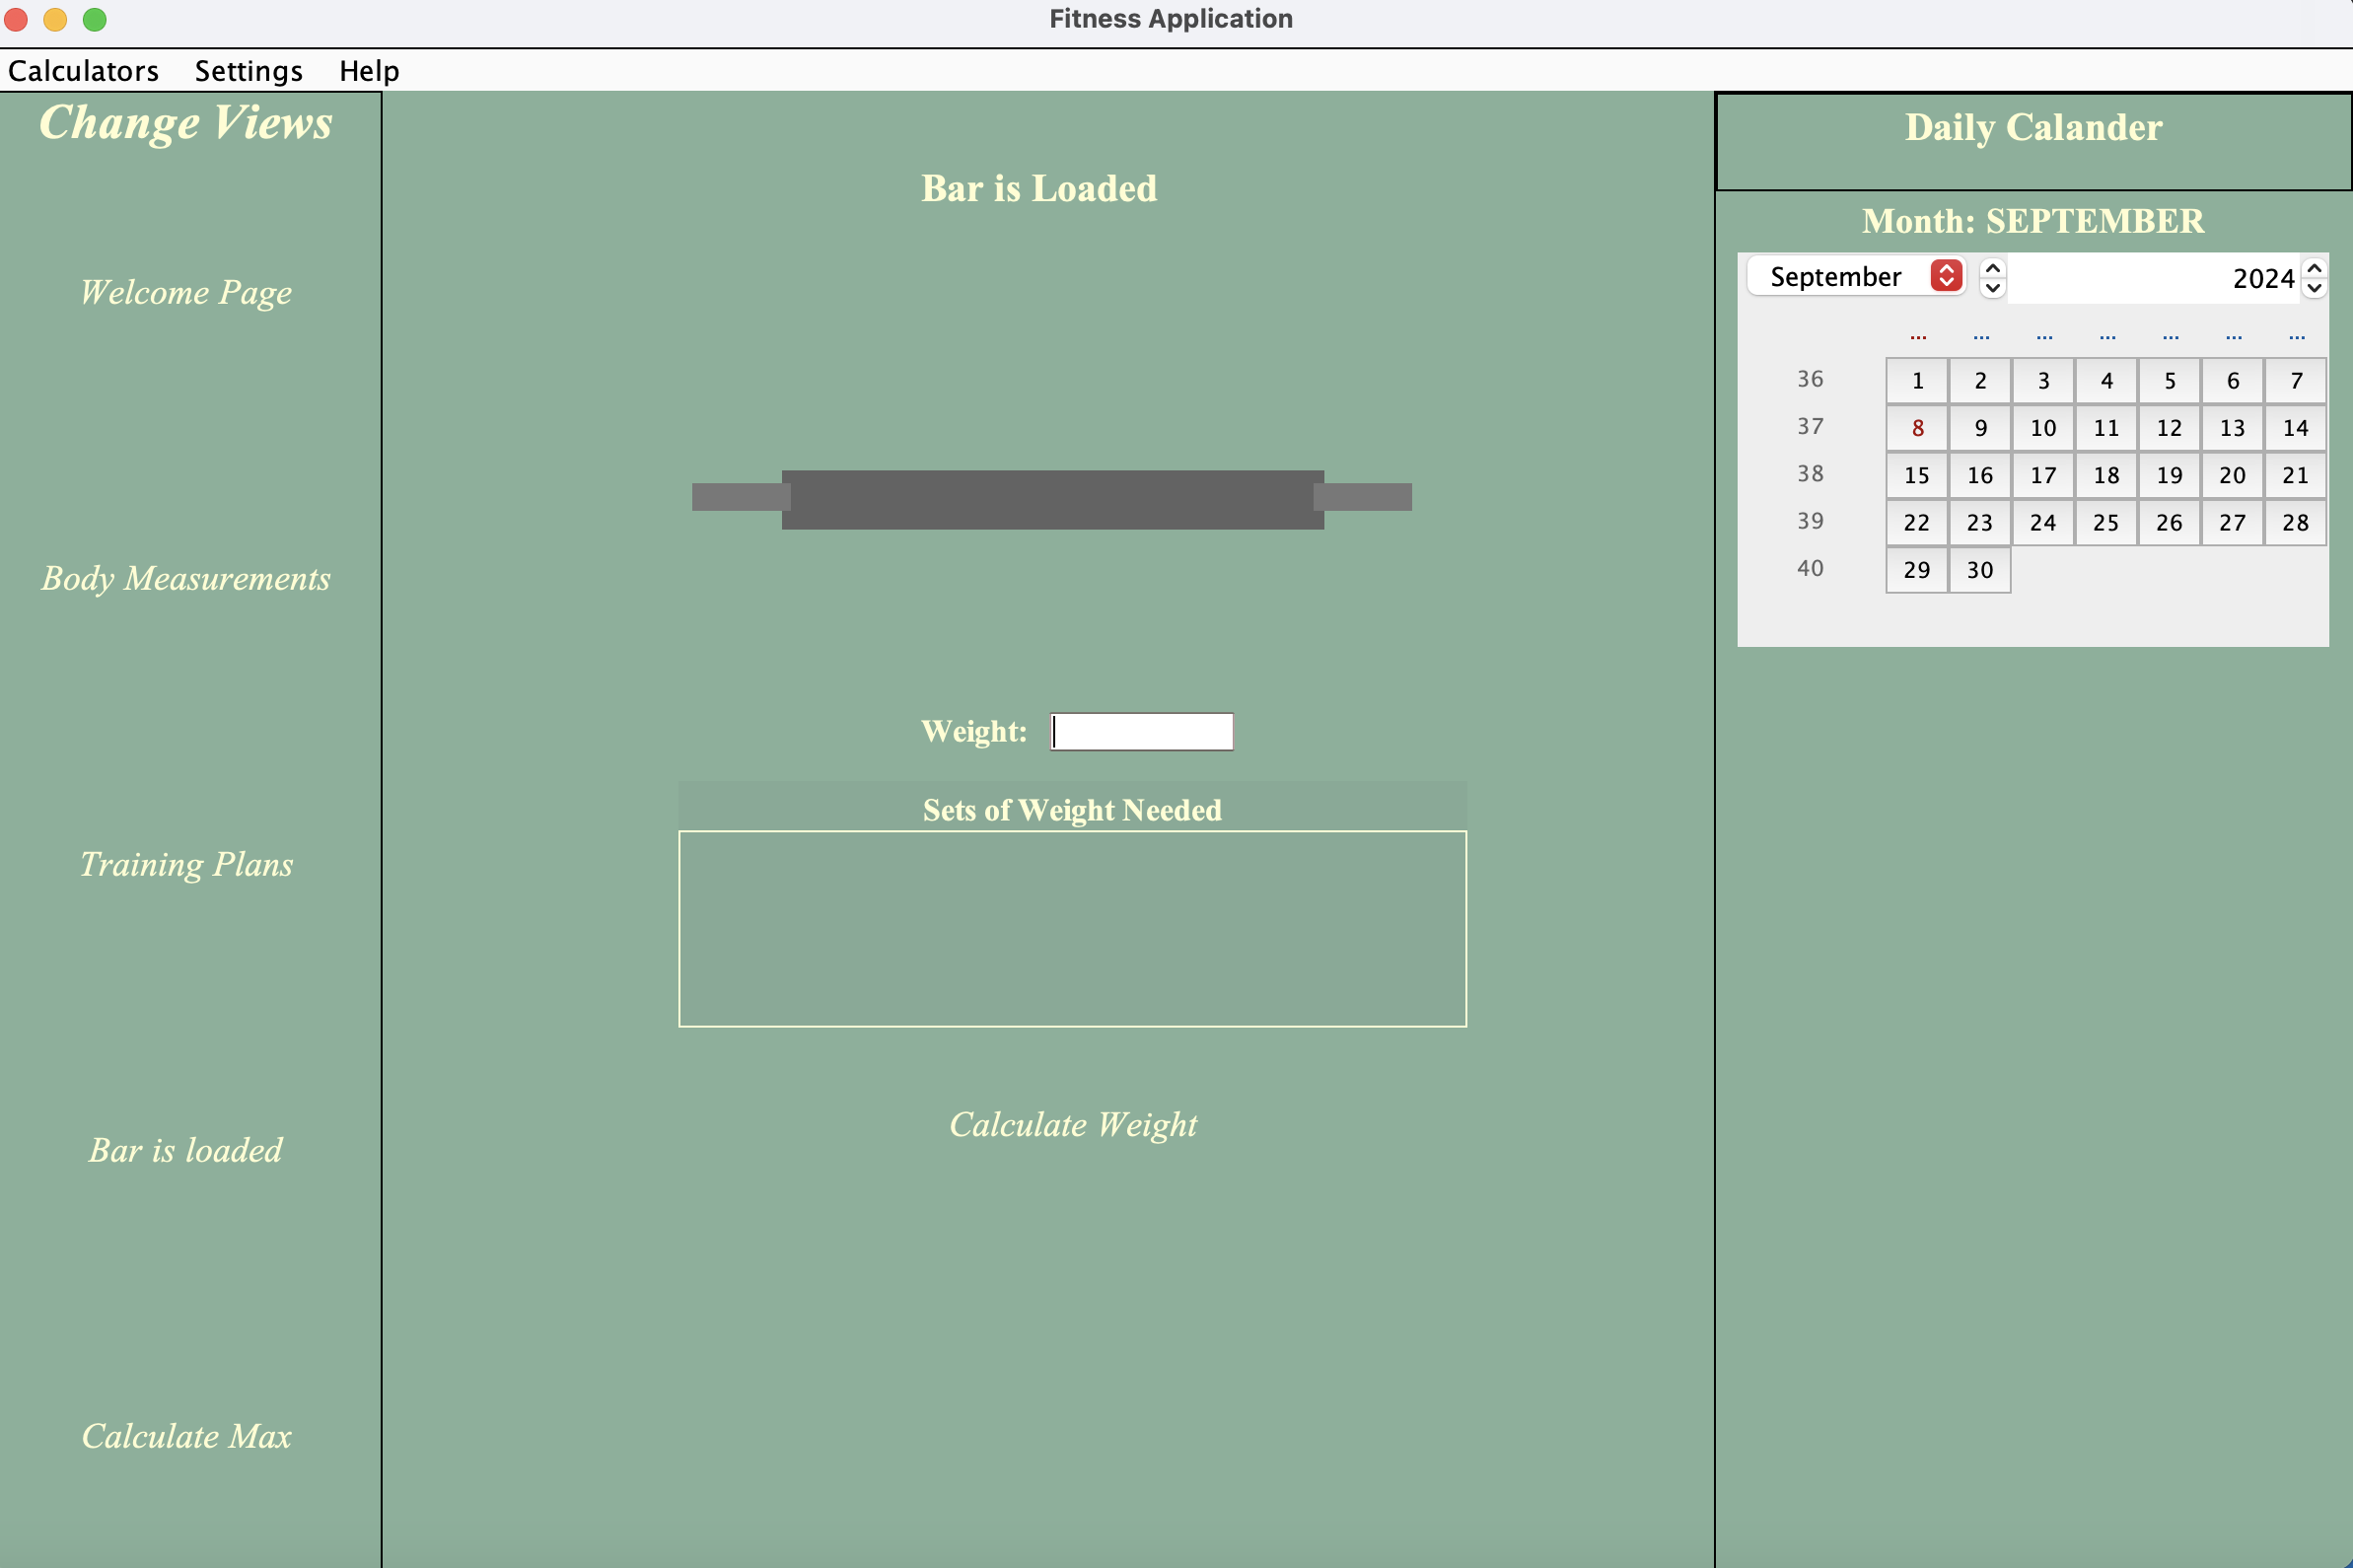 Fitness Application
Calculators Settings Help
Change Views
Welcome Page
Body Measurements
Training Plans
Bar is loaded
Calculate Max
Bar is Loaded
Weight:
Sets of Weight Needed
Calculate Weight
Daily Calander
Month: SEPTEMBER
September 2024
... ... ... ... ... ... ...
36 1 2 3 4 5 6 7
37 8 9 10 11 12 13 14
38 15 16 17 18 19 20 21
39 22 23 24 25 26 27 28
40 29 30